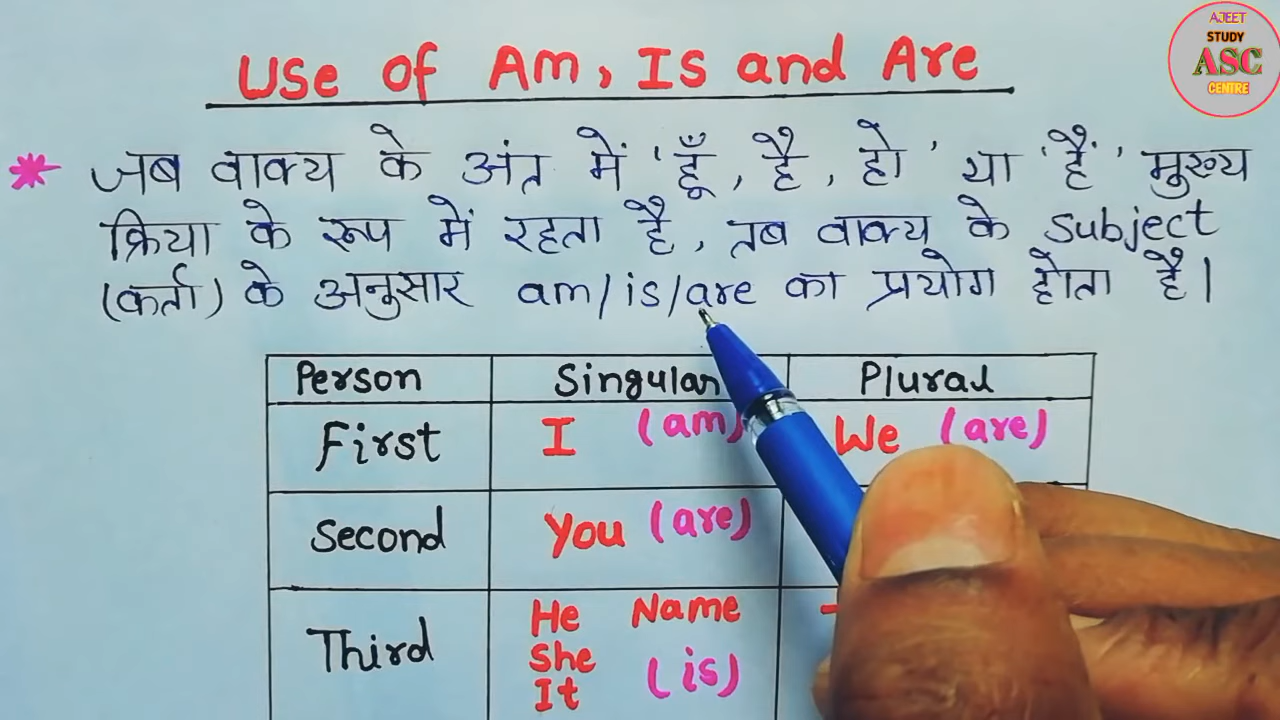 AJEET
STUDY
ASC
CENTRE
Use of Am, Is and Are
* जब वाक्य के अंत में 'हूँ, है, हो' या 'हैं' मुख्य
क्रिया के रूप में रहता है, तब वाक्य के subject
(कर्ता) के अनुसार am/is/are का प्रयोग होता है।
Person Singular Plural
First I (am) We (are)
Second You (are)
Third He Name
She
It (is)